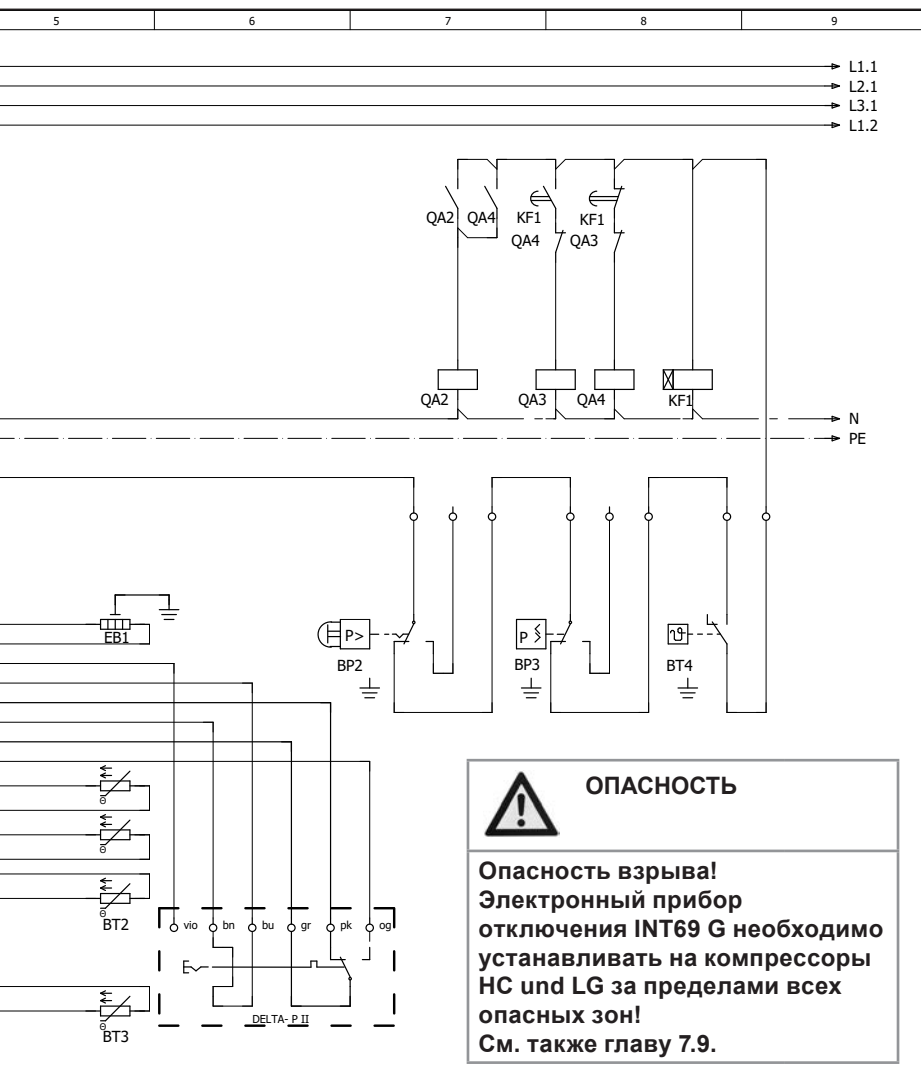 5 6 7 8 9
L1.1
L2.1
L3.1
L1.2
QA2 QA4 KF1 KF1
QA4 QA3
QA2 QA3 QA4 KF1
N
PE
EB1
P> P
BP2 BP3 BT4
ОПАСНОСТЬ
Опасность взрыва!
Электронный прибор
отключения INT69 G необходимо
устанавливать на компрессоры
HC und LG за пределами всех
опасных зон!
См. также главу 7.9.
Θ
Θ
Θ
BT2
vio bn bu gr pk og
DELTA- P II
Θ
BT3